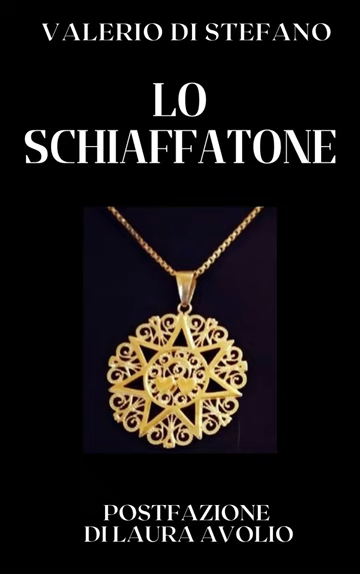 VALERIO DI STEFANO
LO
SCHIAFFATONE
POSTFAZIONE
DI LAURA AVOLIO